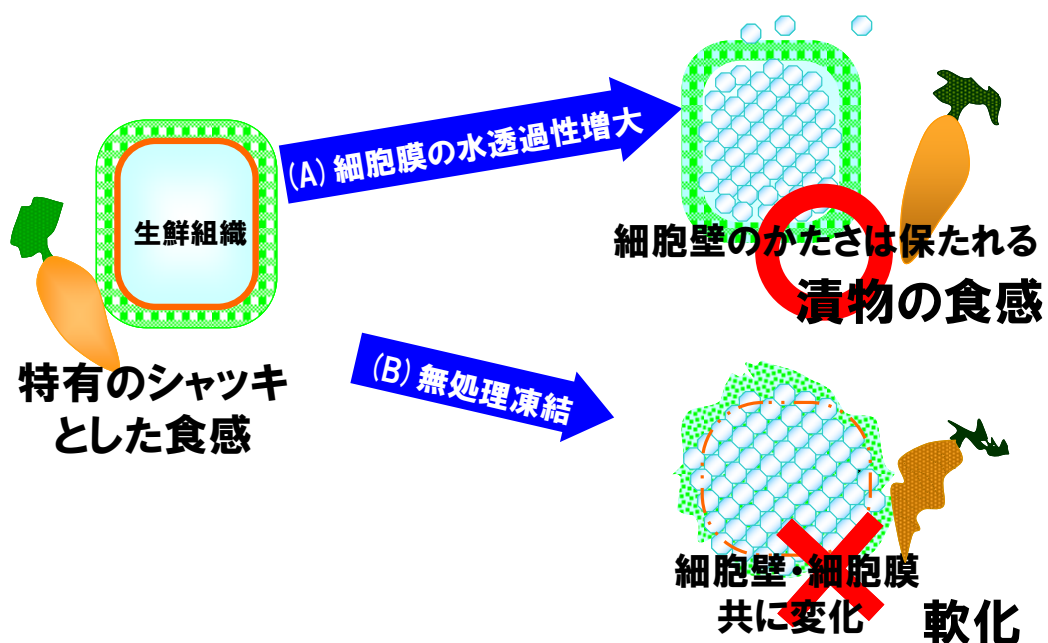 (A) 細胞膜の水透過性増大
生鮮組織
細胞壁のかたさは保たれる
漬物の食感
特有のシャッキ
とした食感
(B) 無処理凍結
細胞壁・細胞膜
共に変化
軟化